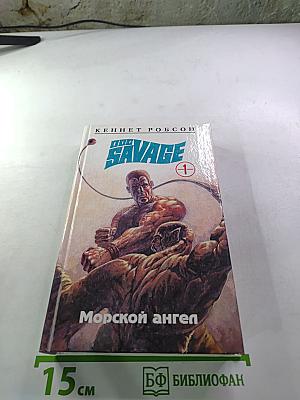 КЕННЕТ РОБСОН
DOC
SAVAGE
1
Морской ангел
15 см
БФ БИБЛИОФАН